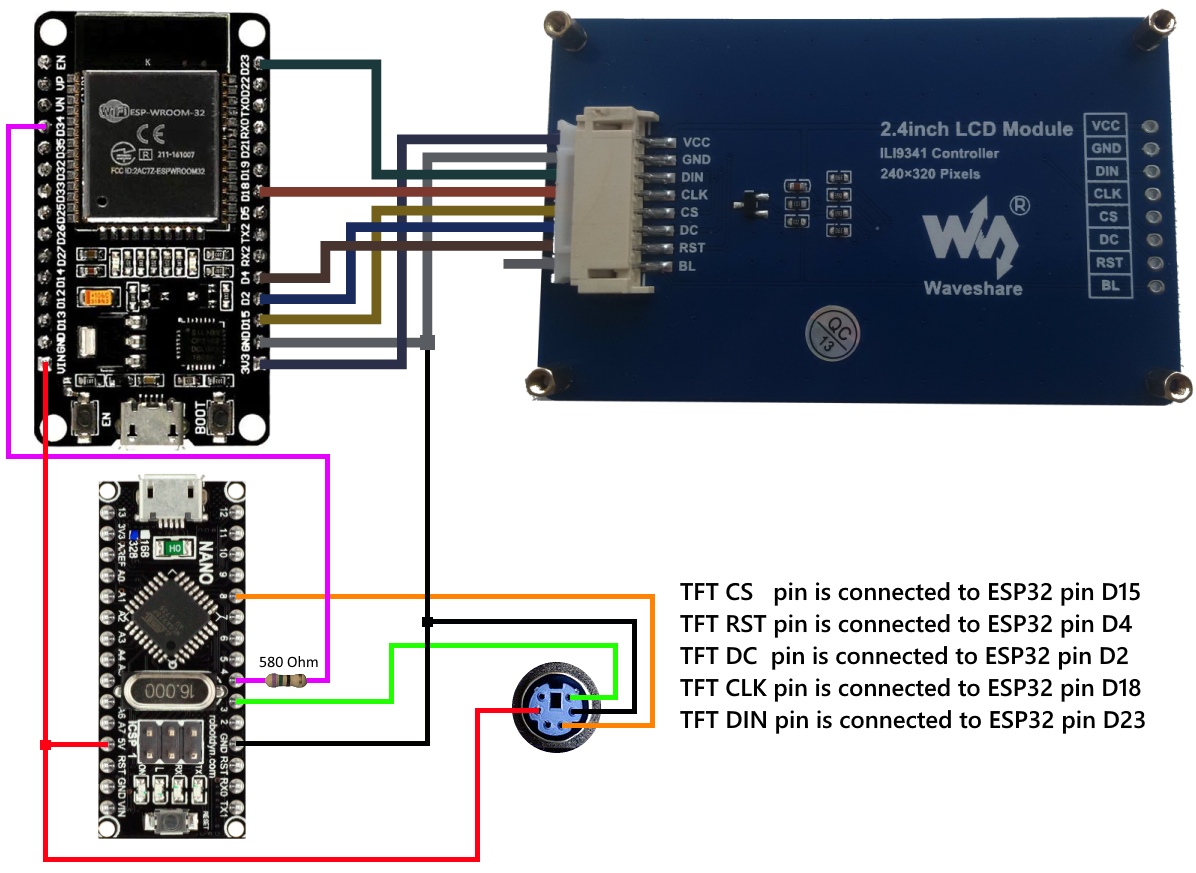 K
WiFi ESP-WROOM-32
CE
R 211-161007
FCC ID:2AC7Z-ESPWROOM32
EN
VP
VN
D34
D35
D32
D33
D25
D26
D27
D14
D12
D13
GND
VIN
D23
D22
TX0
RX0
D21
D19
D18
D5
TX2
RX2
D4
D2
D15
GND
3V3
EN
BOOT
VCC
GND
DIN
CLK
CS
DC
RST
BL
2.4inch LCD Module
ILI9341 Controller
240×320 Pixels
®
Waveshare
QC
13
VCC
GND
DIN
CLK
CS
DC
RST
BL
13
3V3
AREF
A0
A1
A2
A3
A4
A6
A7
5V
RST
GND
VIN
328
168
NANO
16.000
ICSP 1
robotdyn.com
ON
L
RX
TX
RESET
12
11
10
9
8
7
6
5
4
3
2
GND
RST
RX0
TX1
580 Ohm
TFT CS pin is connected to ESP32 pin D15
TFT RST pin is connected to ESP32 pin D4
TFT DC pin is connected to ESP32 pin D2
TFT CLK pin is connected to ESP32 pin D18
TFT DIN pin is connected to ESP32 pin D23